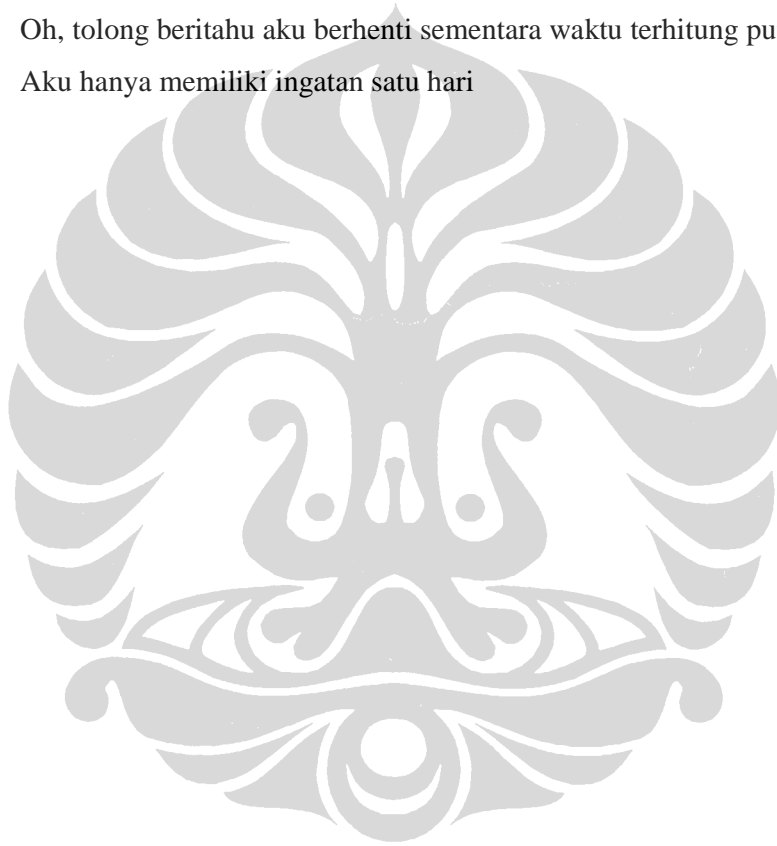 Oh, tolong beritahu aku berhenti sementara waktu terhitung pu
Aku hanya memiliki ingatan satu hari